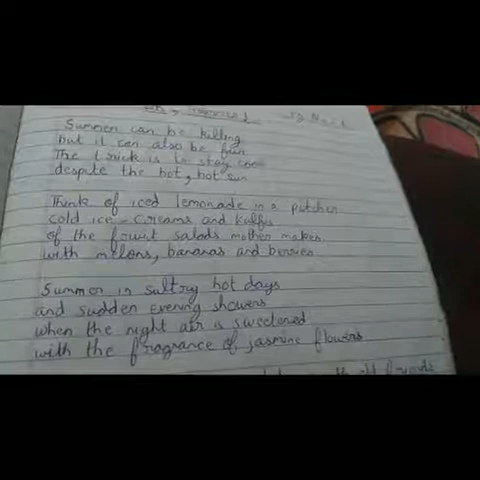 Summer can be killing
but it can also be fun
The trick is to stay
despite the hot, hot sun
Think of iced lemonade in a pitcher
cold ice-creams and kulfis
of the fruit salads mother makes
with melons, bananas and berries
Summer is sultry hot days
and sudden evening showers
when the night air is sweetened
with the fragrance of jasmine flowers